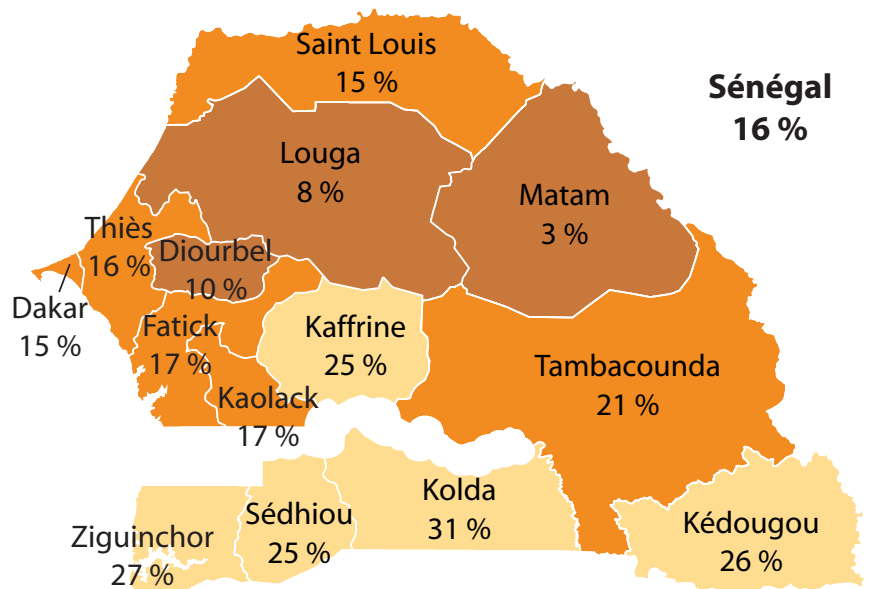 Saint Louis
15 %
Sénégal
16 %
Louga
8 %
Matam
3 %
Thiès
16 %
Diourbel
10 %
Dakar
15 %
Fatick
17 %
Kaffrine
25 %
Tambacounda
21 %
Kaolack
17 %
Ziguinchor
27 %
Sédhiou
25 %
Kolda
31 %
Kédougou
26 %